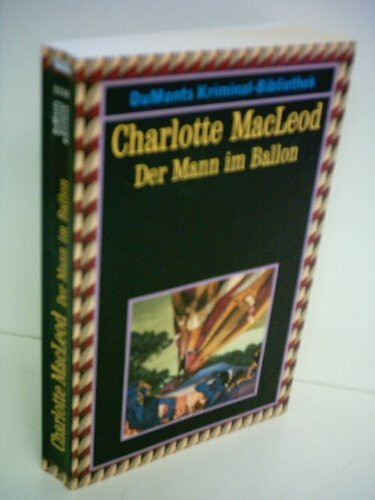 DuMonts Kriminal-Bibliothek
Charlotte MacLeod
Der Mann im Ballon
Charlotte MacLeod Der Mann im Ballon